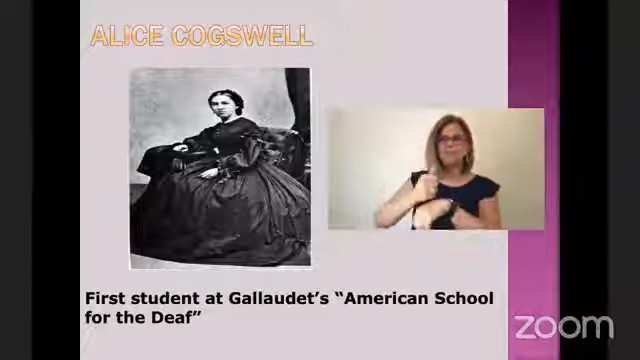 ALICE COGSWELL
First student at Gallaudet's “American School
for the Deaf”
zoom